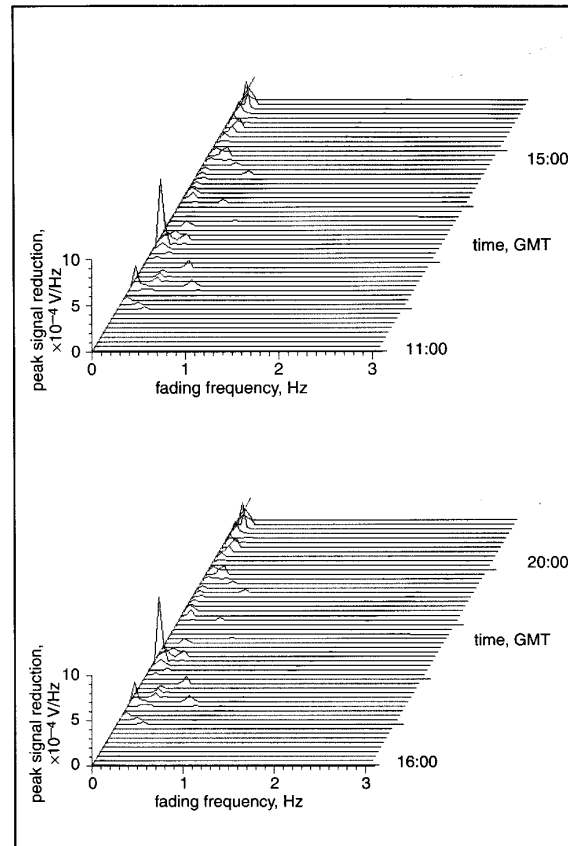 15:00
time, GMT
peak signal reduction,
×10–4 V/Hz
10
5
0
11:00
0 1 2 3
fading frequency, Hz
20:00
time, GMT
peak signal reduction,
×10–4 V/Hz
10
5
0
16:00
0 1 2 3
fading frequency, Hz